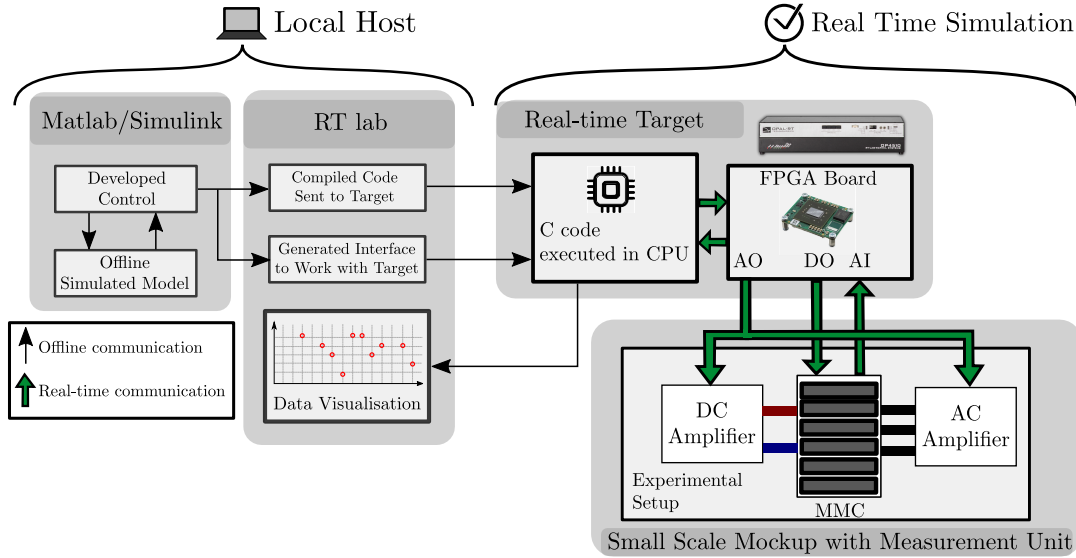 Local Host
Real Time Simulation
Matlab/Simulink
RT lab
Real-time Target
Developed
Control
Compiled Code
Sent to Target
Offline
Simulated Model
Generated Interface
to Work with Target
C code
executed in CPU
FPGA Board
AO
DO
AI
Offline communication
Real-time communication
Data Visualisation
DC
Amplifier
AC
Amplifier
Experimental
Setup
MMC
Small Scale Mockup with Measurement Unit